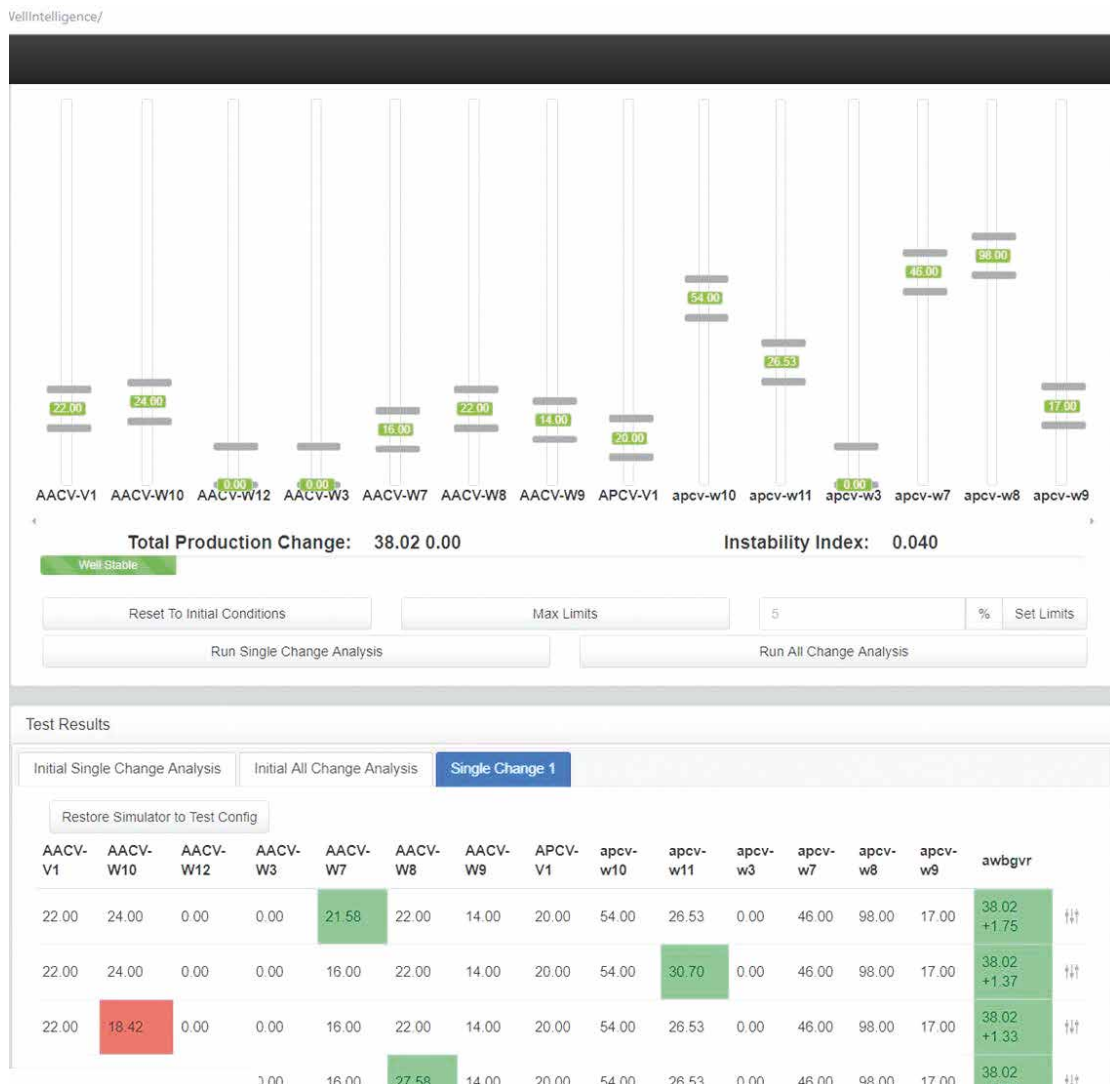 WellIntelligence/
98.00
46.00
54.00
26.53
24.00
22.00 22.00 17.00
14.00
16.00
20.00
0.00 0.00 0.00
AACV-V1 AACV-W10 AACV-W12 AACV-W3 AACV-W7 AACV-W8 AACV-W9 APCV-V1 apcv-w10 apcv-w11 apcv-w3 apcv-w7 apcv-w8 apcv-w9
Total Production Change: 38.02 0.00 Instability Index: 0.040
Well Stable
Reset To Initial Conditions Max Limits 5 % Set Limits
Run Single Change Analysis Run All Change Analysis
Test Results
Initial Single Change Analysis Initial All Change Analysis Single Change 1
Restore Simulator to Test Config
AACV- AACV- AACV- AACV- AACV- AACV- AACV- APCV- apcv- apcv- apcv- apcv- apcv- apcv- awbgvr
V1 W10 W12 W3 W7 W8 W9 V1 w10 w11 w3 w7 w8 w9
22.00 24.00 0.00 0.00 21.58 22.00 14.00 20.00 54.00 26.53 0.00 46.00 98.00 17.00 38.02
+1.75
22.00 24.00 0.00 0.00 16.00 22.00 14.00 20.00 54.00 30.70 0.00 46.00 98.00 17.00 38.02
+1.37
22.00 18.42 0.00 0.00 16.00 22.00 14.00 20.00 54.00 26.53 0.00 46.00 98.00 17.00 38.02
+1.33
0.00 16.00 27.58 14.00 20.00 54.00 26.53 0.00 46.00 98.00 17.00 38.02